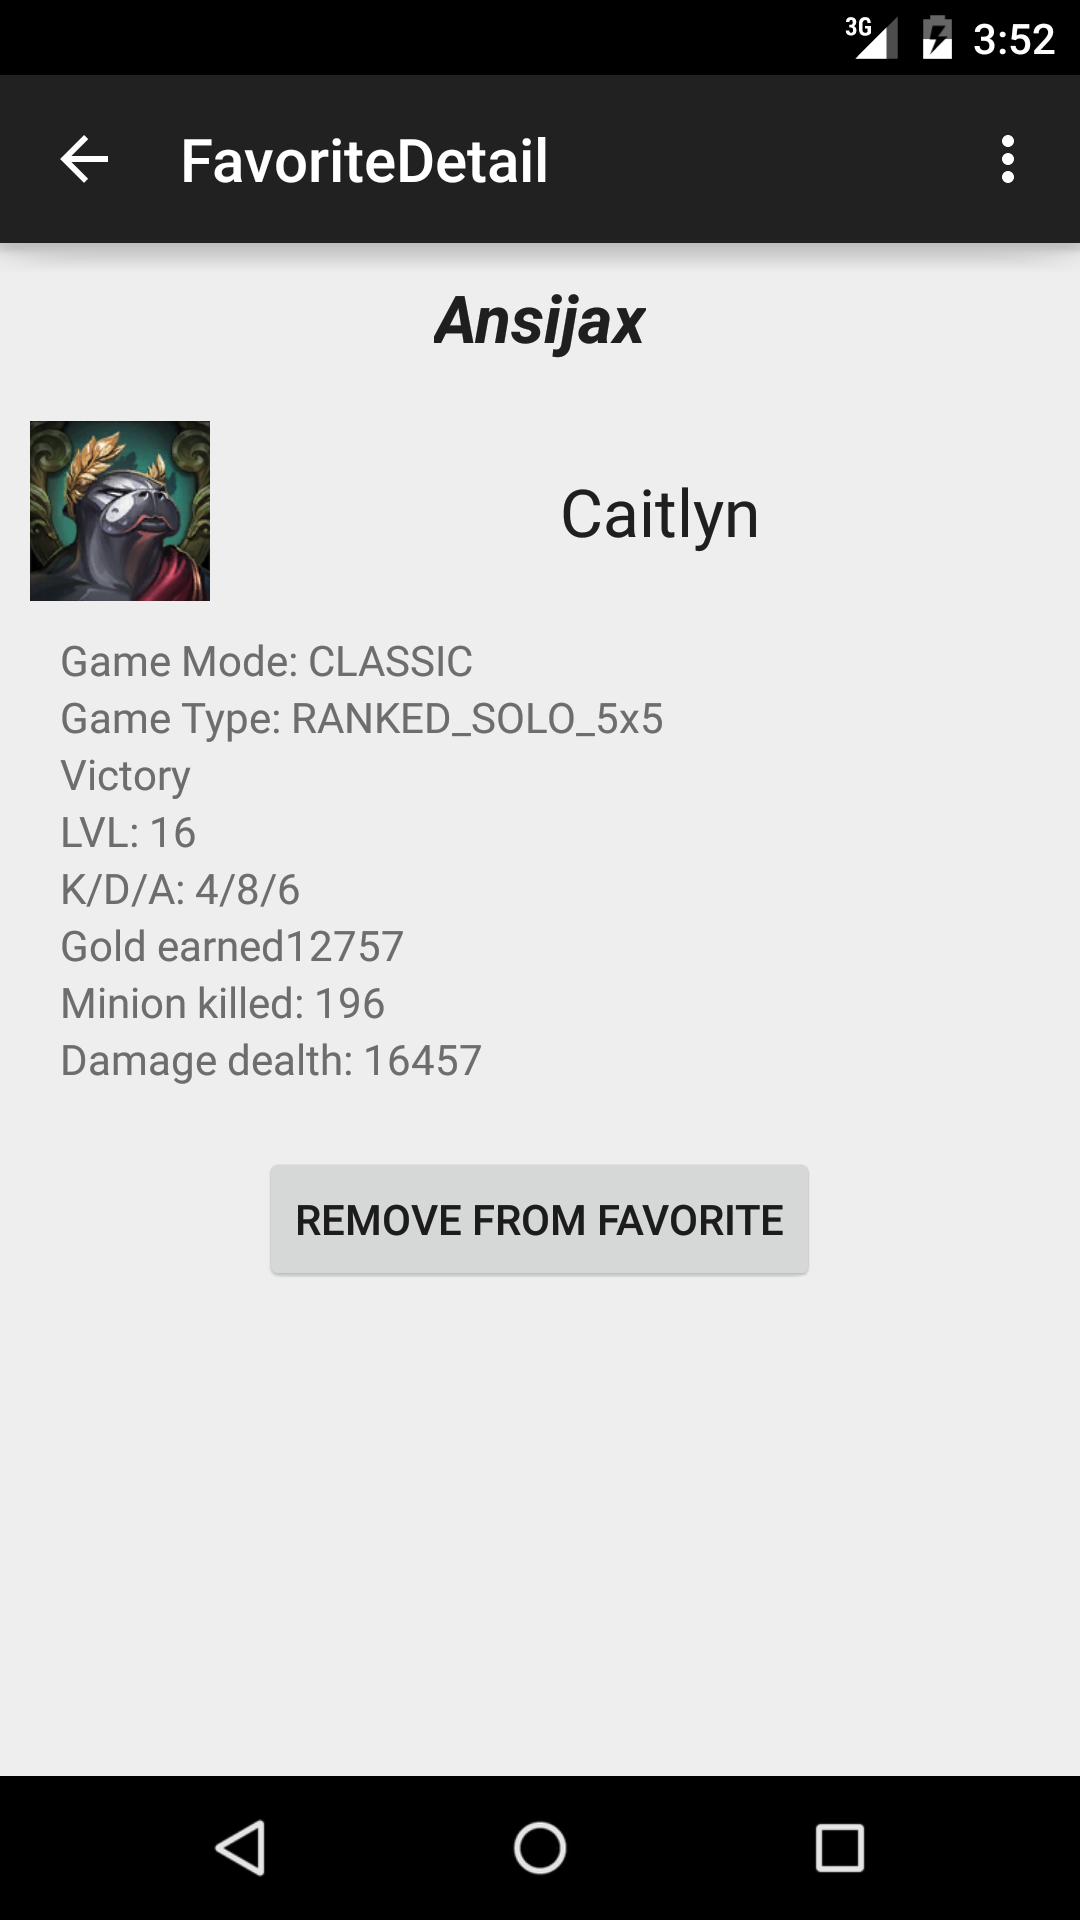 3G 3:52
FavoriteDetail
Ansijax
Caitlyn
Game Mode: CLASSIC
Game Type: RANKED_SOLO_5x5
Victory
LVL: 16
K/D/A: 4/8/6
Gold earned12757
Minion killed: 196
Damage dealth: 16457
REMOVE FROM FAVORITE